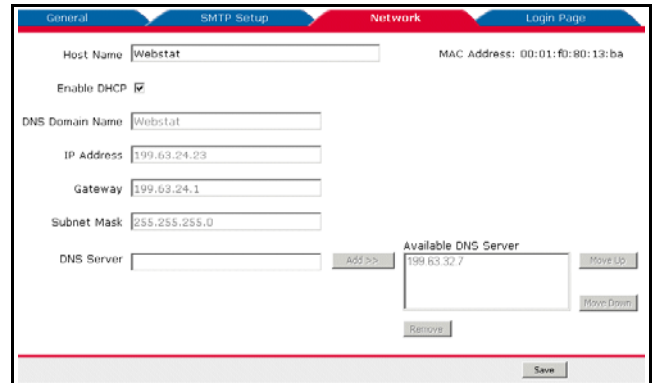 General SMTP Setup Network Login Page
Host Name Webstat MAC Address: 00:01:f0:80:13:ba
Enable DHCP
DNS Domain Name Webstat
IP Address 199.63.24.23
Gateway 199.63.24.1
Subnet Mask 255.255.255.0
Available DNS Server
DNS Server Add >> 199.63.32.7 Move Up
Move Down
Remove
Save